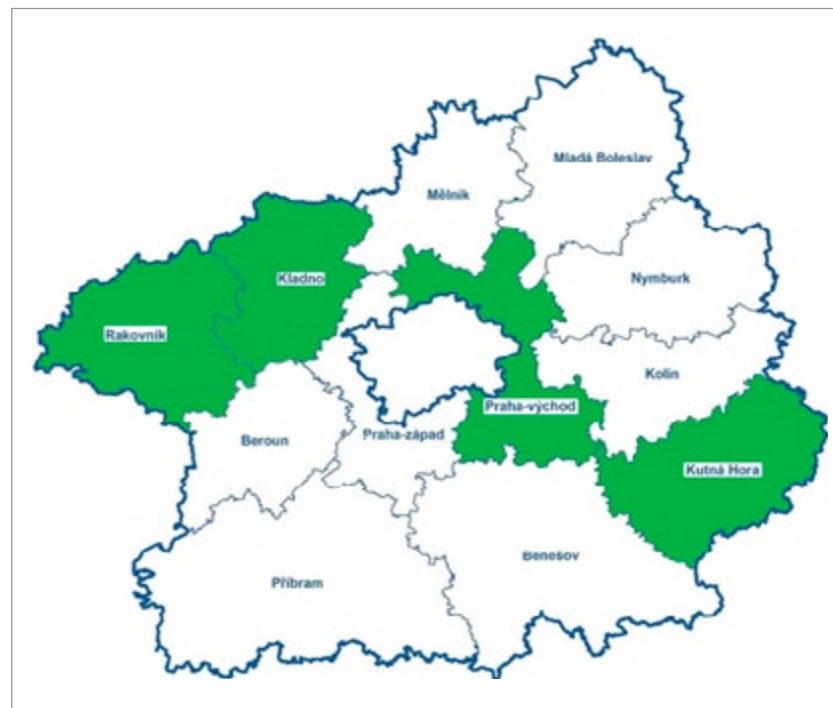 Mladá Boleslav
Mělník
Kladno
Nymburk
Rakovník
Kolín
Praha-východ
Beroun
Praha-západ
Kutná Hora
Benešov
Příbram